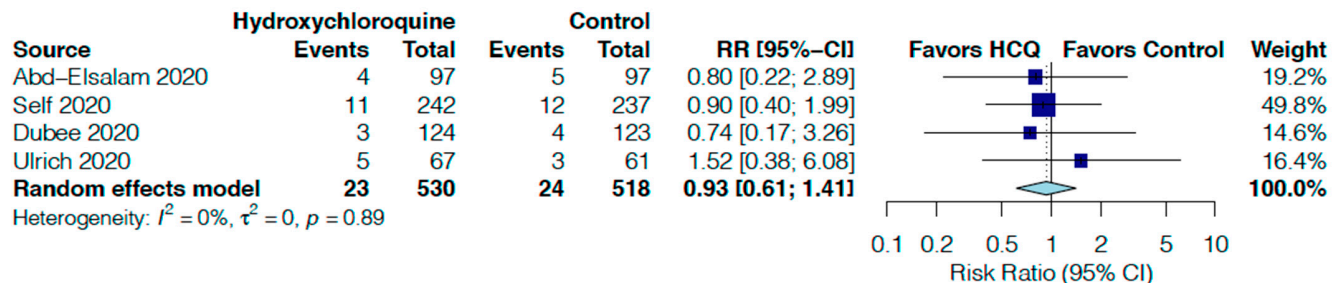 Hydroxychloroquine Control
Source Events Total Events Total RR [95%−CI] Favors HCQ Favors Control Weight
Abd−Elsalam 2020 4 97 5 97 0.80 [0.22; 2.89] 19.2%
Self 2020 11 242 12 237 0.90 [0.40; 1.99] 49.8%
Dubee 2020 3 124 4 123 0.74 [0.17; 3.26] 14.6%
Ulrich 2020 5 67 3 61 1.52 [0.38; 6.08] 16.4%
Random effects model 23 530 24 518 0.93 [0.61; 1.41] 100.0%
Heterogeneity: I² = 0%, τ² = 0, p = 0.89
0.1 0.2 0.5 1 2 5 10
Risk Ratio (95% CI)